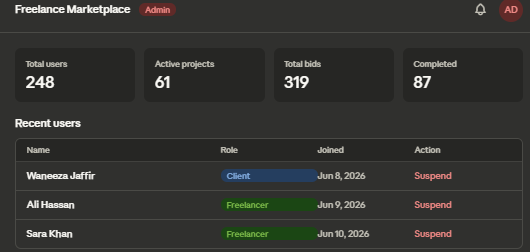 Freelance Marketplace Admin AD
Total users Active projects Total bids Completed
248 61 319 87
Recent users
Name Role Joined Action
Waneeza Jaffir Client Jun 8, 2026 Suspend
Ali Hassan Freelancer Jun 9, 2026 Suspend
Sara Khan Freelancer Jun 10, 2026 Suspend